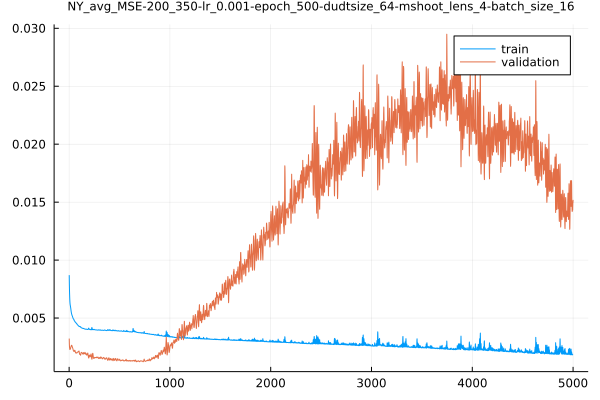 NY_avg_MSE-200_350-lr_0.001-epoch_500-dudtsize_64-mshoot_lens_4-batch_size_16
0.030
train
validation
0.025
0.020
0.015
0.010
0.005
0 1000 2000 3000 4000 5000